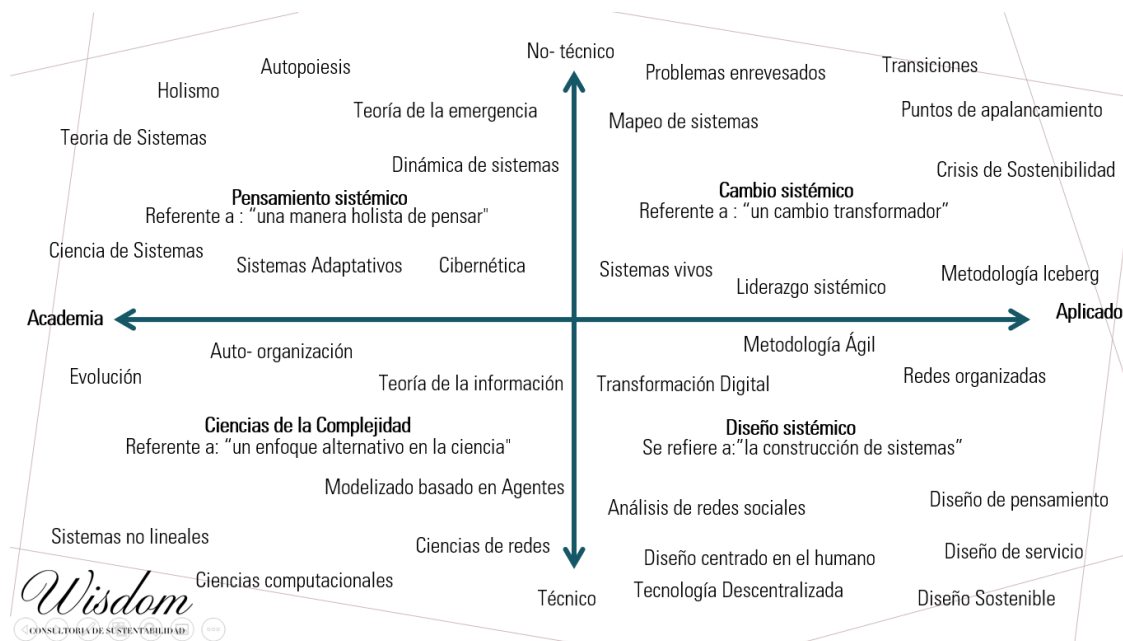 No- técnico
Autopoiesis
Holismo
Teoría de la emergencia
Teoria de Sistemas
Dinámica de sistemas
Pensamiento sistémico
Referente a : “una manera holista de pensar"
Ciencia de Sistemas
Sistemas Adaptativos
Cibernética
Problemas enrevesados
Transiciones
Mapeo de sistemas
Puntos de apalancamiento
Crisis de Sostenibilidad
Cambio sistémico
Referente a : “un cambio transformador”
Sistemas vivos
Liderazgo sistémico
Metodología Iceberg
Academia
Aplicado
Auto- organización
Evolución
Teoría de la información
Ciencias de la Complejidad
Referente a: “un enfoque alternativo en la ciencia"
Modelizado basado en Agentes
Sistemas no lineales
Ciencias de redes
Ciencias computacionales
Metodología Ágil
Transformación Digital
Redes organizadas
Diseño sistémico
Se refiere a:”la construcción de sistemas”
Análisis de redes sociales
Diseño de pensamiento
Diseño centrado en el humano
Diseño de servicio
Tecnología Descentralizada
Diseño Sostenible
Técnico
Wisdom
CONSULTORIA DE SUSTENTABILIDAD